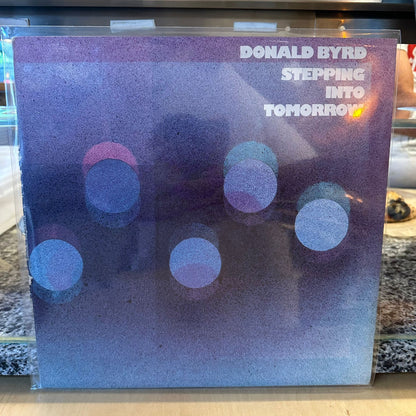 DONALD BYRD
STEPPING
INTO
TOMORROW